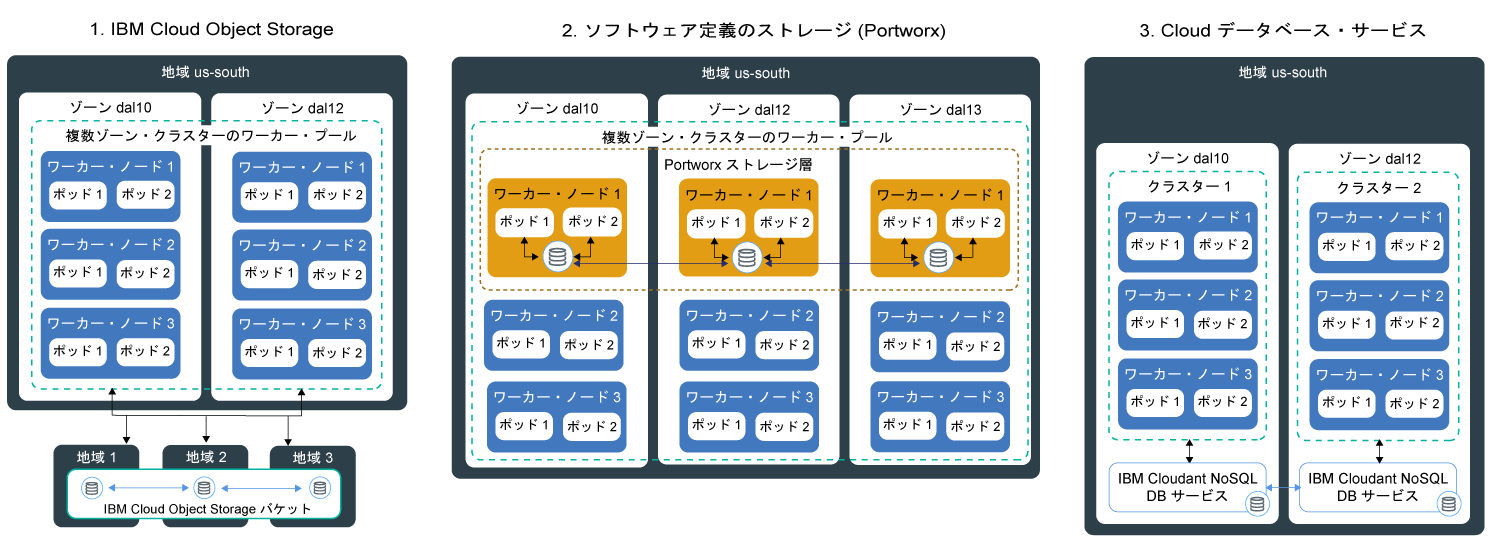 1. IBM Cloud Object Storage
地域 us-south
ゾーン dal10
ゾーン dal12
複数ゾーン・クラスターのワーカー・プール
ワーカー・ノード 1
ポッド 1
ポッド 2
ワーカー・ノード 1
ポッド 1
ポッド 2
ワーカー・ノード 2
ポッド 1
ポッド 2
ワーカー・ノード 2
ポッド 1
ポッド 2
ワーカー・ノード 3
ポッド 1
ポッド 2
ワーカー・ノード 3
ポッド 1
ポッド 2
地域 1
地域 2
地域 3
IBM Cloud Object Storage バケット
2. ソフトウェア定義のストレージ (Portworx)
地域 us-south
ゾーン dal10
ゾーン dal12
ゾーン dal13
複数ゾーン・クラスターのワーカー・プール
Portworx ストレージ層
ワーカー・ノード 1
ポッド 1
ポッド 2
ワーカー・ノード 1
ポッド 1
ポッド 2
ワーカー・ノード 1
ポッド 1
ポッド 2
ワーカー・ノード 2
ポッド 1
ポッド 2
ワーカー・ノード 2
ポッド 1
ポッド 2
ワーカー・ノード 2
ポッド 1
ポッド 2
ワーカー・ノード 3
ポッド 1
ポッド 2
ワーカー・ノード 3
ポッド 1
ポッド 2
ワーカー・ノード 3
ポッド 1
ポッド 2
3. Cloud データベース・サービス
地域 us-south
ゾーン dal10
ゾーン dal12
クラスター 1
クラスター 2
ワーカー・ノード 1
ポッド 1
ポッド 2
ワーカー・ノード 1
ポッド 1
ポッド 2
ワーカー・ノード 2
ポッド 1
ポッド 2
ワーカー・ノード 2
ポッド 1
ポッド 2
ワーカー・ノード 3
ポッド 1
ポッド 2
ワーカー・ノード 3
ポッド 1
ポッド 2
IBM Cloudant NoSQL
DB サービス
IBM Cloudant NoSQL
DB サービス